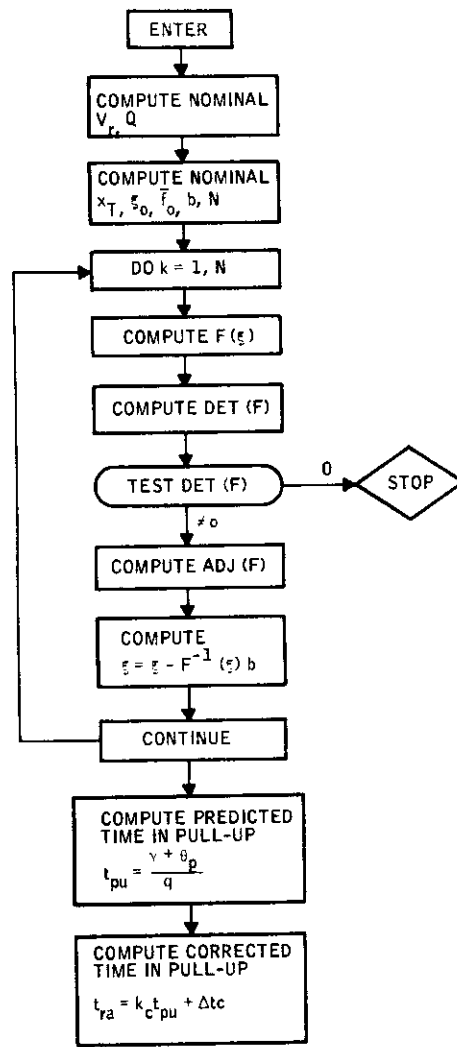 ENTER
COMPUTE NOMINAL
V_r, Q
COMPUTE NOMINAL
x_T, ξ_o, f̄_o, b, N
DO k = 1, N
COMPUTE F(ξ)
COMPUTE DET (F)
TEST DET (F)
0
STOP
≠o
COMPUTE ADJ (F)
COMPUTE
ξ = ξ - F^-1 (ξ) b
CONTINUE
COMPUTE PREDICTED
TIME IN PULL-UP
t_pu = γ + θ_p / q
COMPUTE CORRECTED
TIME IN PULL-UP
t_ra = k_c t_pu + Δtc